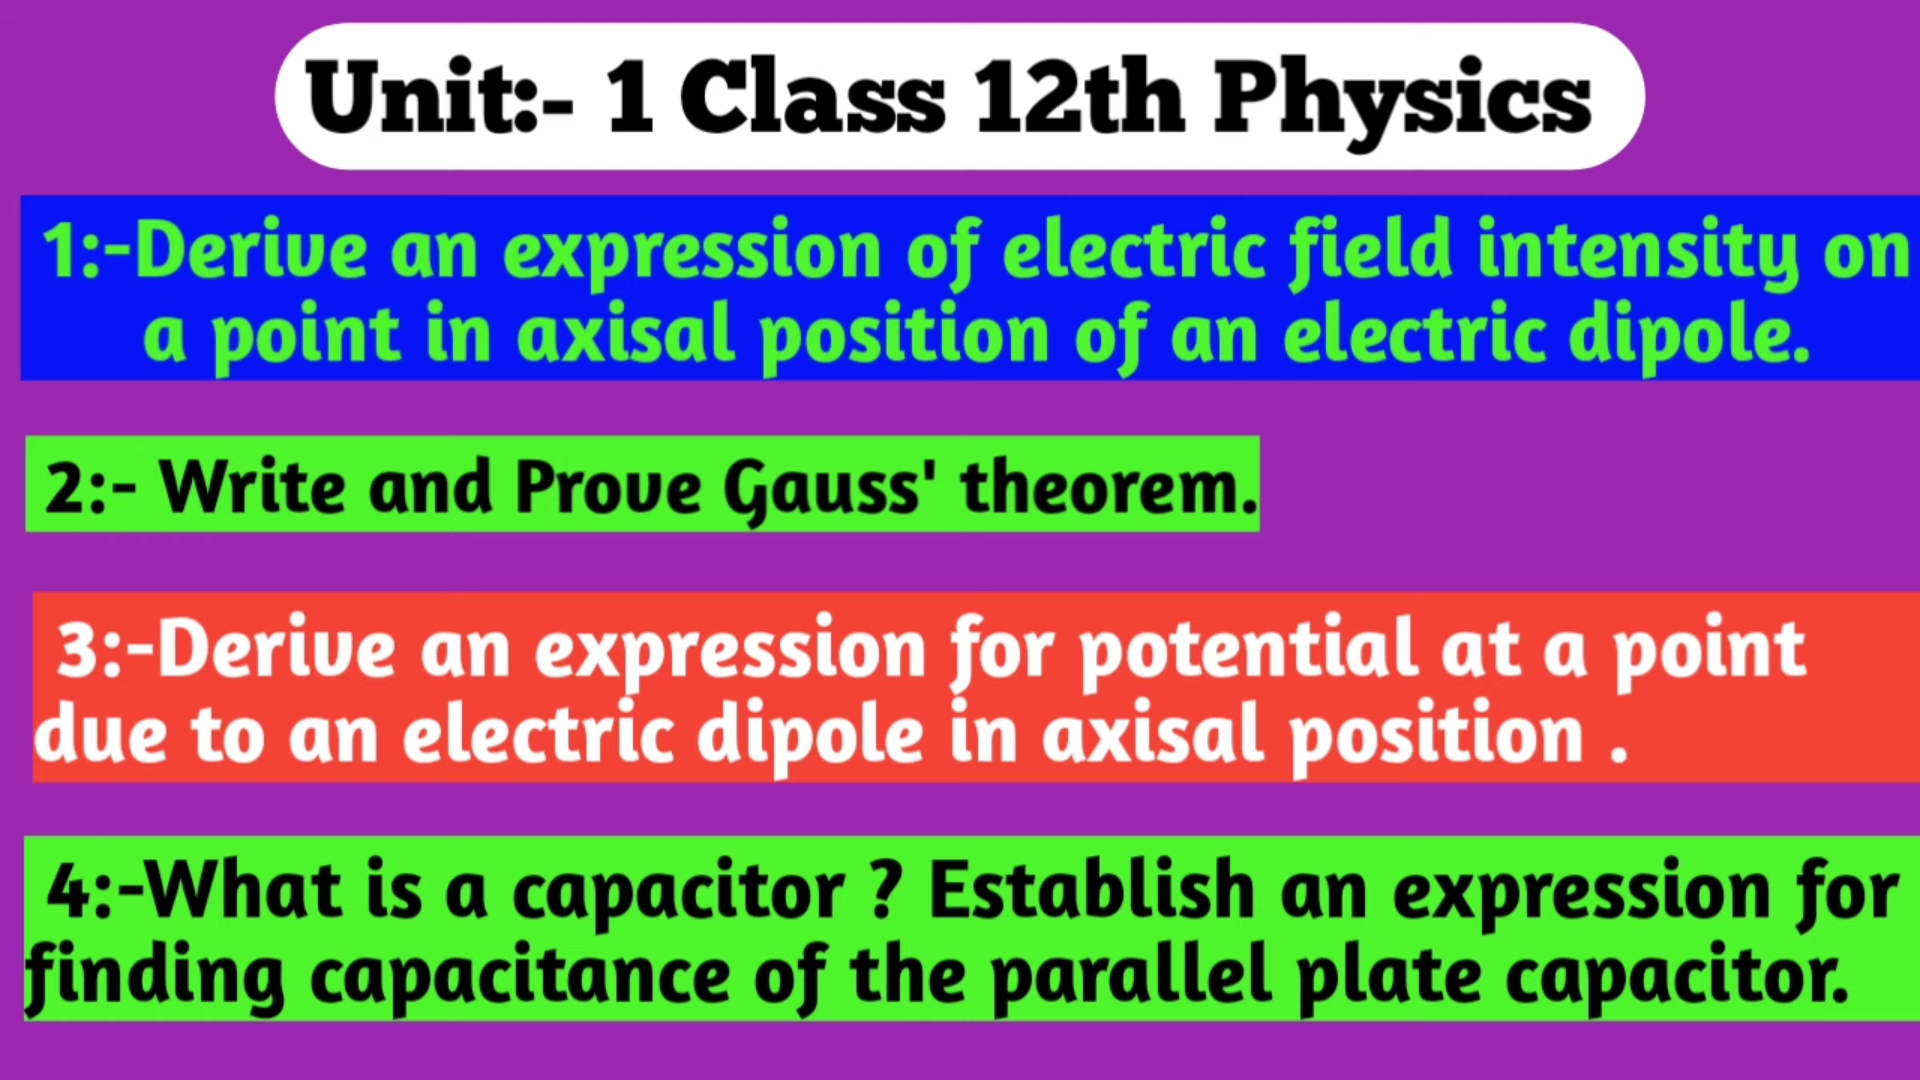 Unit:- 1 Class 12th Physics
1:-Derive an expression of electric field intensity on
a point in axisal position of an electric dipole.
2:- Write and Prove Gauss' theorem.
3:-Derive an expression for potential at a point
due to an electric dipole in axisal position .
4:-What is a capacitor ? Establish an expression for
finding capacitance of the parallel plate capacitor.